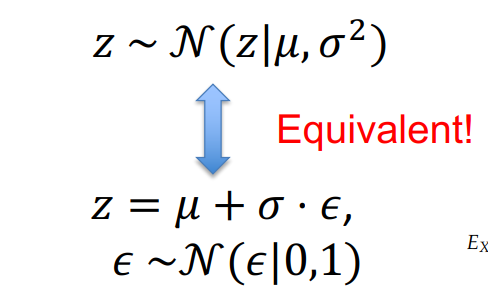 z ~ 𝒩(z|μ, σ²)
Equivalent!
z = μ + σ · ϵ,
ϵ ~𝒩(ϵ|0,1)
E_X